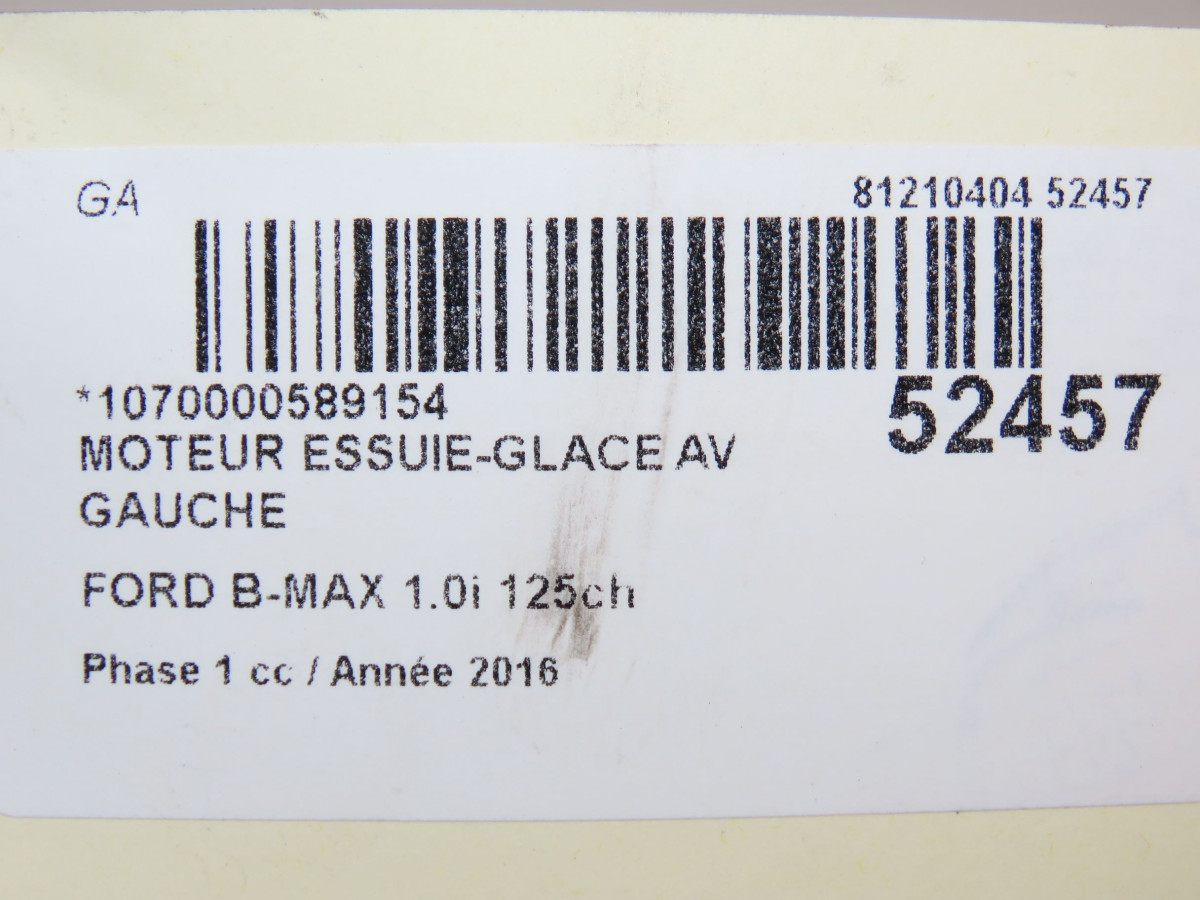 GA 81210404 52457
*1070000589154 52457
MOTEUR ESSUIE-GLACE AV
GAUCHE
FORD B-MAX 1.0i 125ch
Phase 1 cc / Année 2016